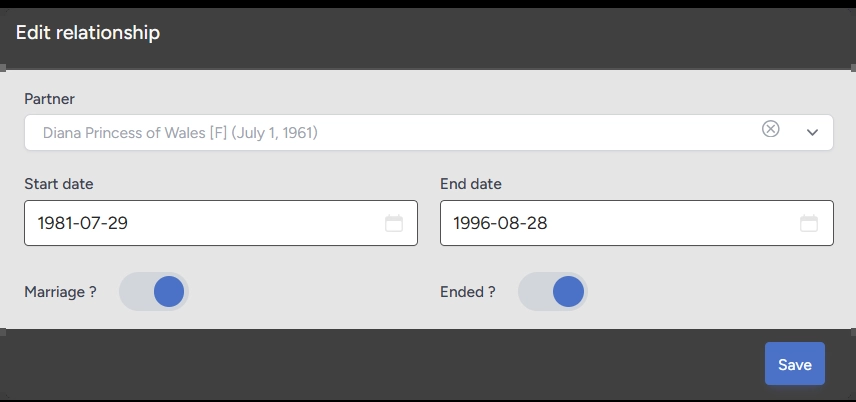 Edit relationship
Partner
Diana Princess of Wales [F] (July 1, 1961)
Start date
End date
1981-07-29
1996-08-28
Marriage ?
Ended ?
Save